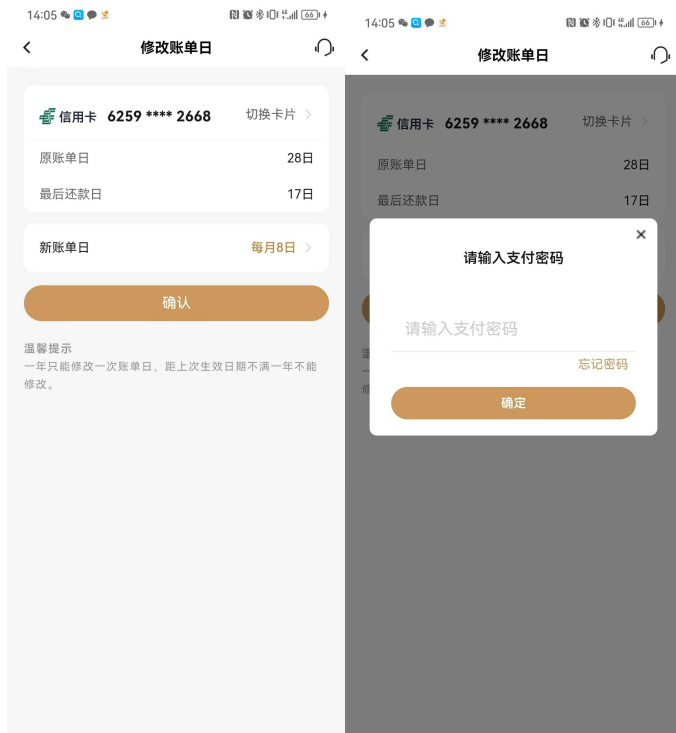 14:05
66
修改账单日
信用卡 6259 **** 2668 切换卡片
原账单日 28日
最后还款日 17日
新账单日 每月8日
确认
温馨提示
一年只能修改一次账单日，距上次生效日期不满一年不能
修改。
14:05
66
修改账单日
信用卡 6259 **** 2668 切换卡片
原账单日 28日
最后还款日 17日
请输入支付密码
请输入支付密码
忘记密码
确定